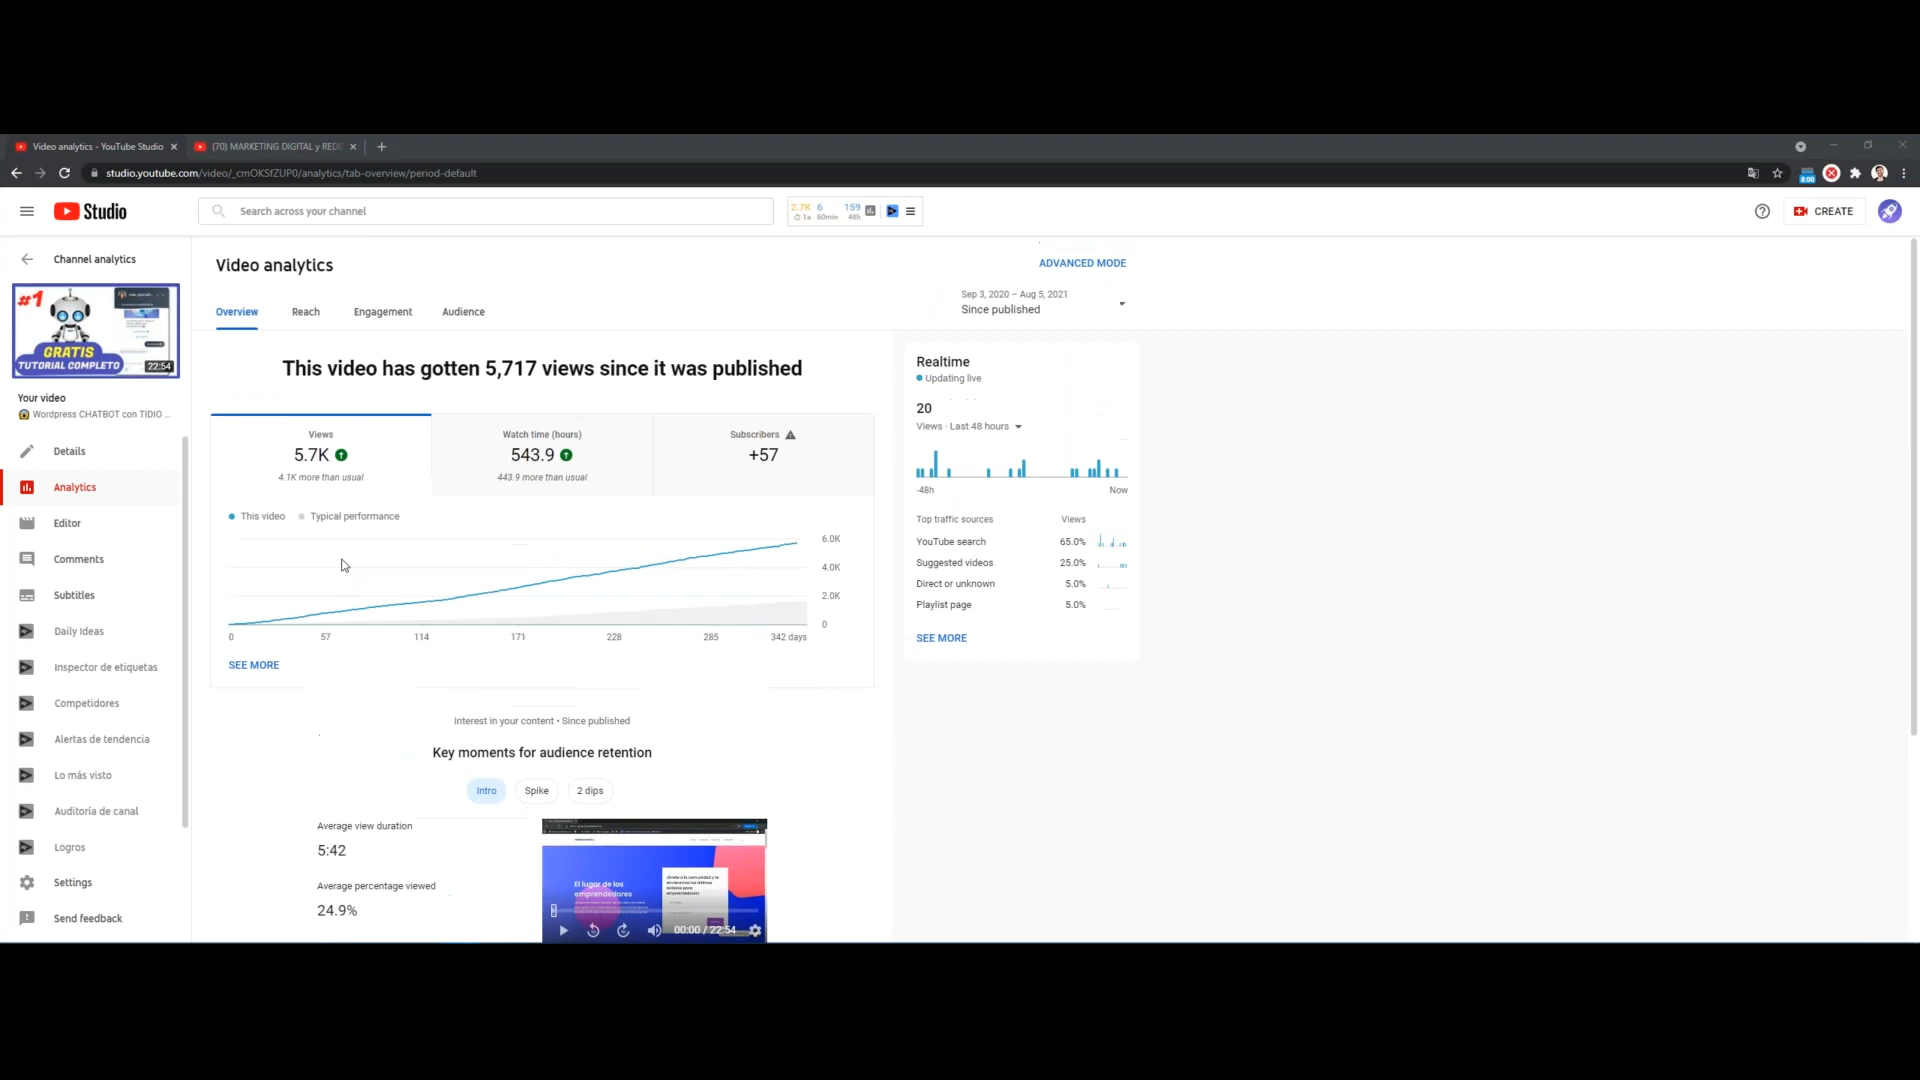 Video analytics - YouTube Studio
(70) MARKETING DIGITAL y REDE
studio.youtube.com/video/_cmOKSfZUP0/analytics/tab-overview/period-default
0:00
Studio
Search across your channel
2.7K 6 159
1a 60min 48h
CREATE
Channel analytics
#1
GRATIS
TUTORIAL COMPLETO
22:54
Your video
Wordpress CHATBOT con TIDIO ...
Details
Analytics
Editor
Comments
Subtitles
Daily Ideas
Inspector de etiquetas
Competidores
Alertas de tendencia
Lo más visto
Auditoría de canal
Logros
Settings
Send feedback
Video analytics
ADVANCED MODE
Overview
Reach
Engagement
Audience
Sep 3, 2020 – Aug 5, 2021
Since published
This video has gotten 5,717 views since it was published
Views
5.7K
4.1K more than usual
Watch time (hours)
543.9
443.9 more than usual
Subscribers
+57
This video
Typical performance
6.0K
4.0K
2.0K
0
0 57 114 171 228 285 342 days
SEE MORE
Interest in your content • Since published
Key moments for audience retention
Intro
Spike
2 dips
Average view duration
5:42
Average percentage viewed
24.9%
El lugar de los
emprendedores
00:00 / 22:54
Realtime
Updating live
20
Views · Last 48 hours
-48h
Now
Top traffic sources Views
YouTube search 65.0%
Suggested videos 25.0%
Direct or unknown 5.0%
Playlist page 5.0%
SEE MORE